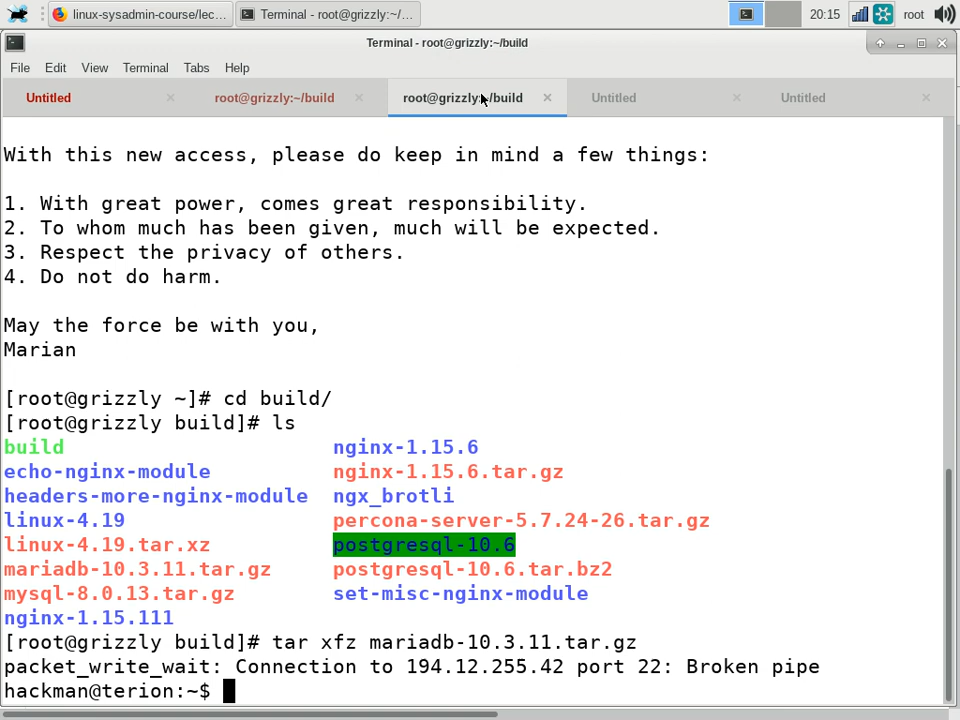 linux-sysadmin-course/lec...
Terminal - root@grizzly:~/...
20:15
root
Terminal - root@grizzly:~/build
File Edit View Terminal Tabs Help
Untitled
root@grizzly:~/build
root@grizzly:~/build
Untitled
Untitled
With this new access, please do keep in mind a few things:
1. With great power, comes great responsibility.
2. To whom much has been given, much will be expected.
3. Respect the privacy of others.
4. Do not do harm.
May the force be with you,
Marian
[root@grizzly ~]# cd build/
[root@grizzly build]# ls
build nginx-1.15.6
echo-nginx-module nginx-1.15.6.tar.gz
headers-more-nginx-module ngx_brotli
linux-4.19 percona-server-5.7.24-26.tar.gz
linux-4.19.tar.xz postgresql-10.6
mariadb-10.3.11.tar.gz postgresql-10.6.tar.bz2
mysql-8.0.13.tar.gz set-misc-nginx-module
nginx-1.15.111
[root@grizzly build]# tar xfz mariadb-10.3.11.tar.gz
packet_write_wait: Connection to 194.12.255.42 port 22: Broken pipe
hackman@terion:~$